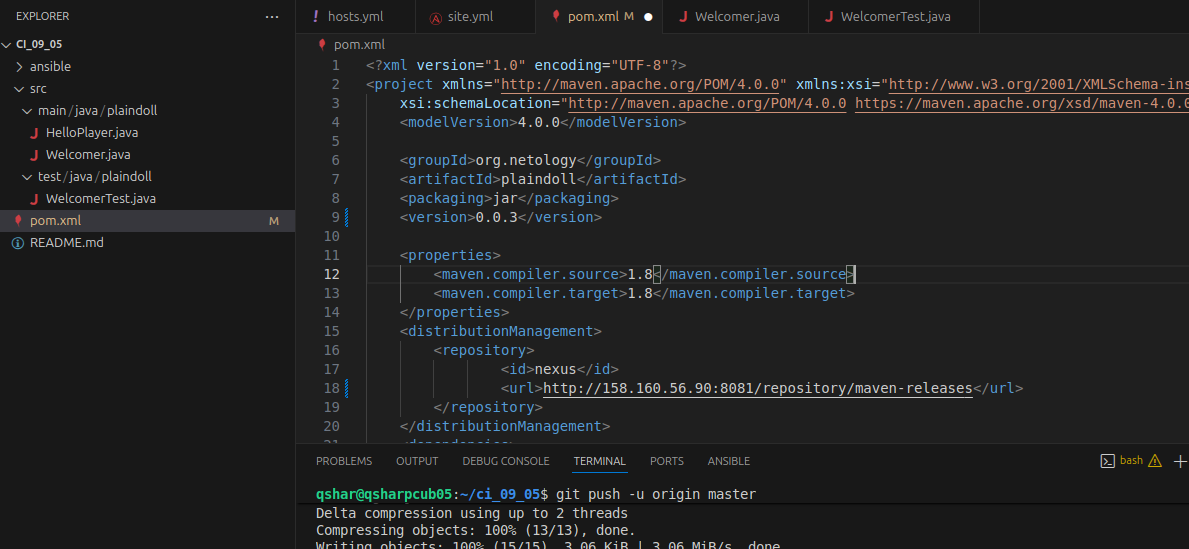 EXPLORER
···
CI_09_05
ansible
src
main/java/plaindoll
J HelloPlayer.java
J Welcomer.java
test/java/plaindoll
J WelcomerTest.java
pom.xml M
README.md
! hosts.yml
site.yml
pom.xml M
J Welcomer.java
J WelcomerTest.java
pom.xml
1 <?xml version="1.0" encoding="UTF-8"?>
2 <project xmlns="http://maven.apache.org/POM/4.0.0" xmlns:xsi="http://www.w3.org/2001/XMLSchema-ins
3 xsi:schemaLocation="http://maven.apache.org/POM/4.0.0 https://maven.apache.org/xsd/maven-4.0.0
4 <modelVersion>4.0.0</modelVersion>
5
6 <groupId>org.netology</groupId>
7 <artifactId>plaindoll</artifactId>
8 <packaging>jar</packaging>
9 <version>0.0.3</version>
10
11 <properties>
12 <maven.compiler.source>1.8</maven.compiler.source>
13 <maven.compiler.target>1.8</maven.compiler.target>
14 </properties>
15 <distributionManagement>
16 <repository>
17 <id>nexus</id>
18 <url>http://158.160.56.90:8081/repository/maven-releases</url>
19 </repository>
20 </distributionManagement>
21 <dependencies>
PROBLEMS OUTPUT DEBUG CONSOLE TERMINAL PORTS ANSIBLE
bash
qshar@qsharpcub05:~/ci_09_05$ git push -u origin master
Delta compression using up to 2 threads
Compressing objects: 100% (13/13), done.
Writing objects: 100% (15/15), 3.06 KiB | 3.06 MiB/s, done.